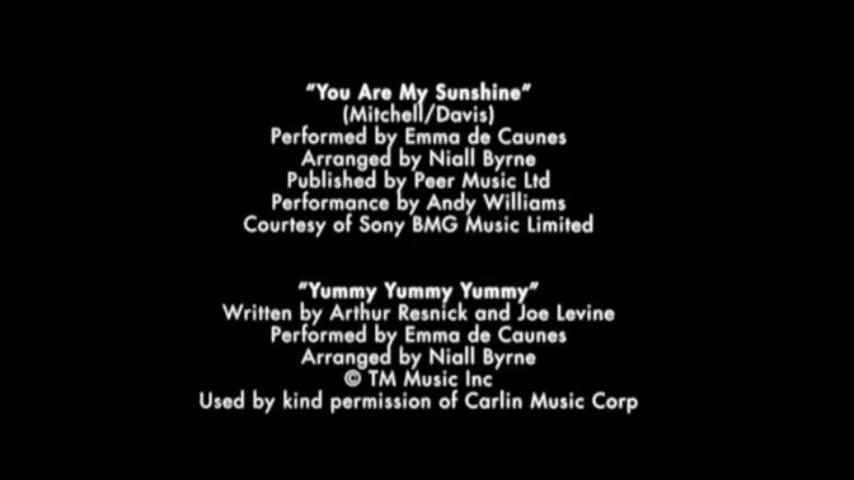 "You Are My Sunshine"
(Mitchell/Davis)
Performed by Emma de Caunes
Arranged by Niall Byrne
Published by Peer Music Ltd
Performance by Andy Williams
Courtesy of Sony BMG Music Limited
"Yummy Yummy Yummy"
Written by Arthur Resnick and Joe Levine
Performed by Emma de Caunes
Arranged by Niall Byrne
© TM Music Inc
Used by kind permission of Carlin Music Corp